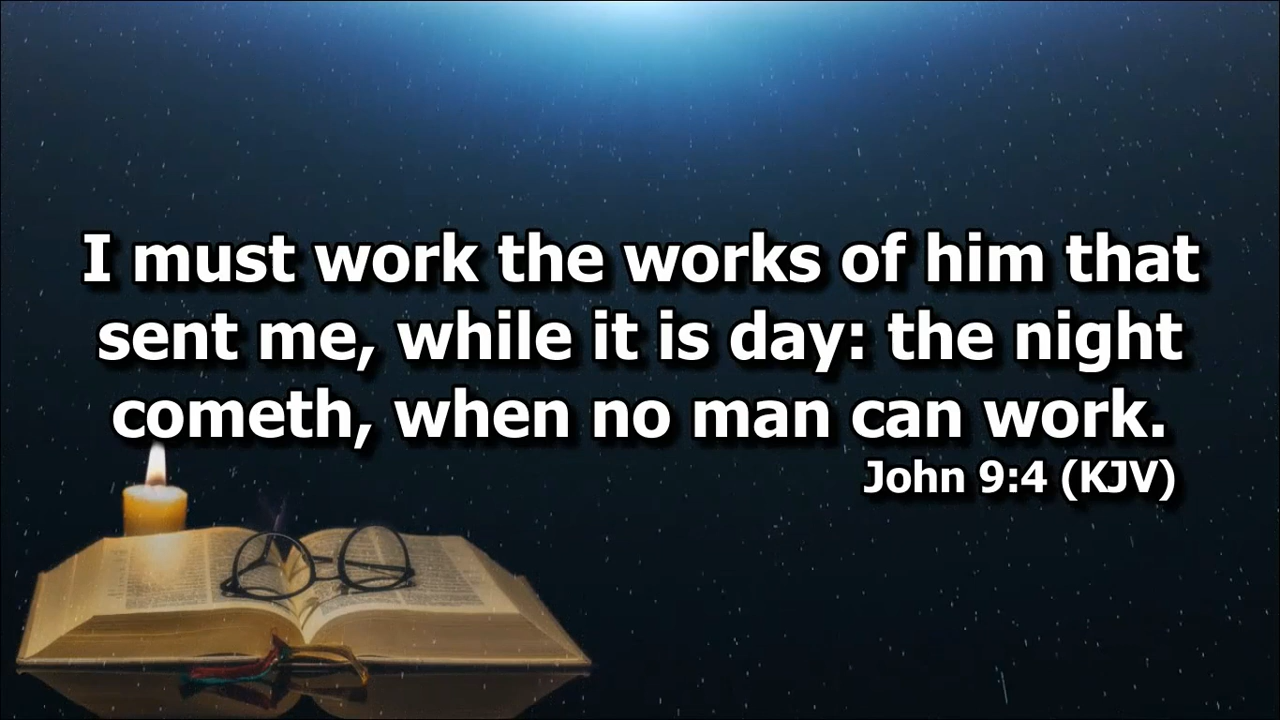 I must work the works of him that
sent me, while it is day: the night
cometh, when no man can work.
John 9:4 (KJV)